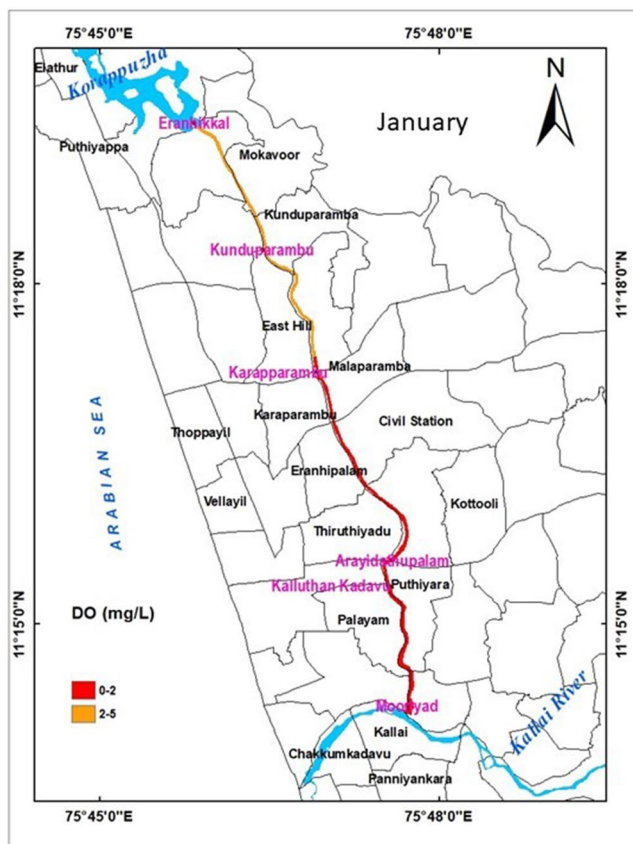 75°45'0"E
75°48'0"E
Elathur
Korappuzha
N
January
Eranhikkal
Puthiyappa
Mokavoor
Kunduparamba
Kunduparambu
11°18'0"N
11°18'0"N
East Hill
Malaparamba
Karapparambu
Karaparambu
Civil Station
Thoppayil
ARABIAN SEA
Eranhipalam
Vellayil
Kottooli
Thiruthiyadu
Arayidathupalam
Kalluthan Kadavu
Puthiyara
DO (mg/L)
Palayam
11°15'0"N
11°15'0"N
0-2
2-5
Mooriyad
Kallai
Kallai River
Chakkumkadavu
Panniyankara
75°45'0"E
75°48'0"E